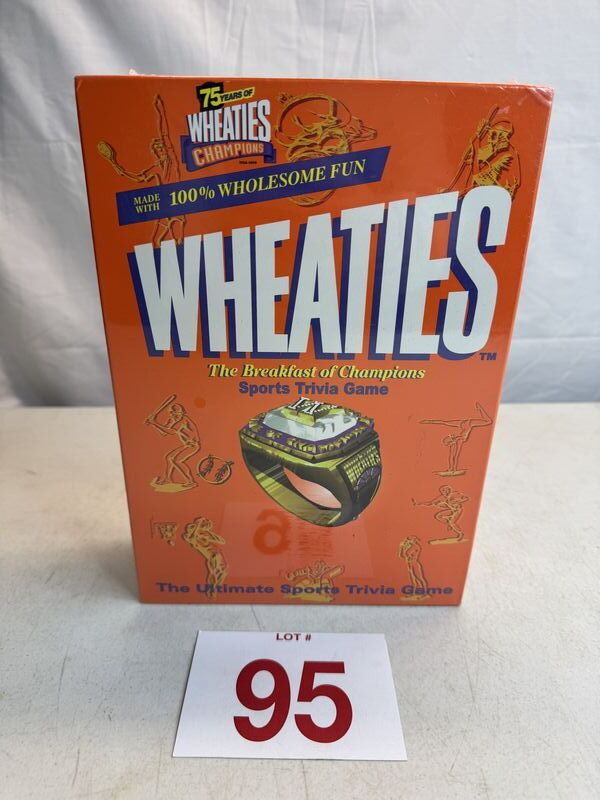 75 YEARS OF
WHEATIES
CHAMPIONS
MADE WITH 100% WHOLESOME FUN
WHEATIES™
The Breakfast of Champions
Sports Trivia Game
WHEATIES
The Ultimate Sports Trivia Game
LOT #
95